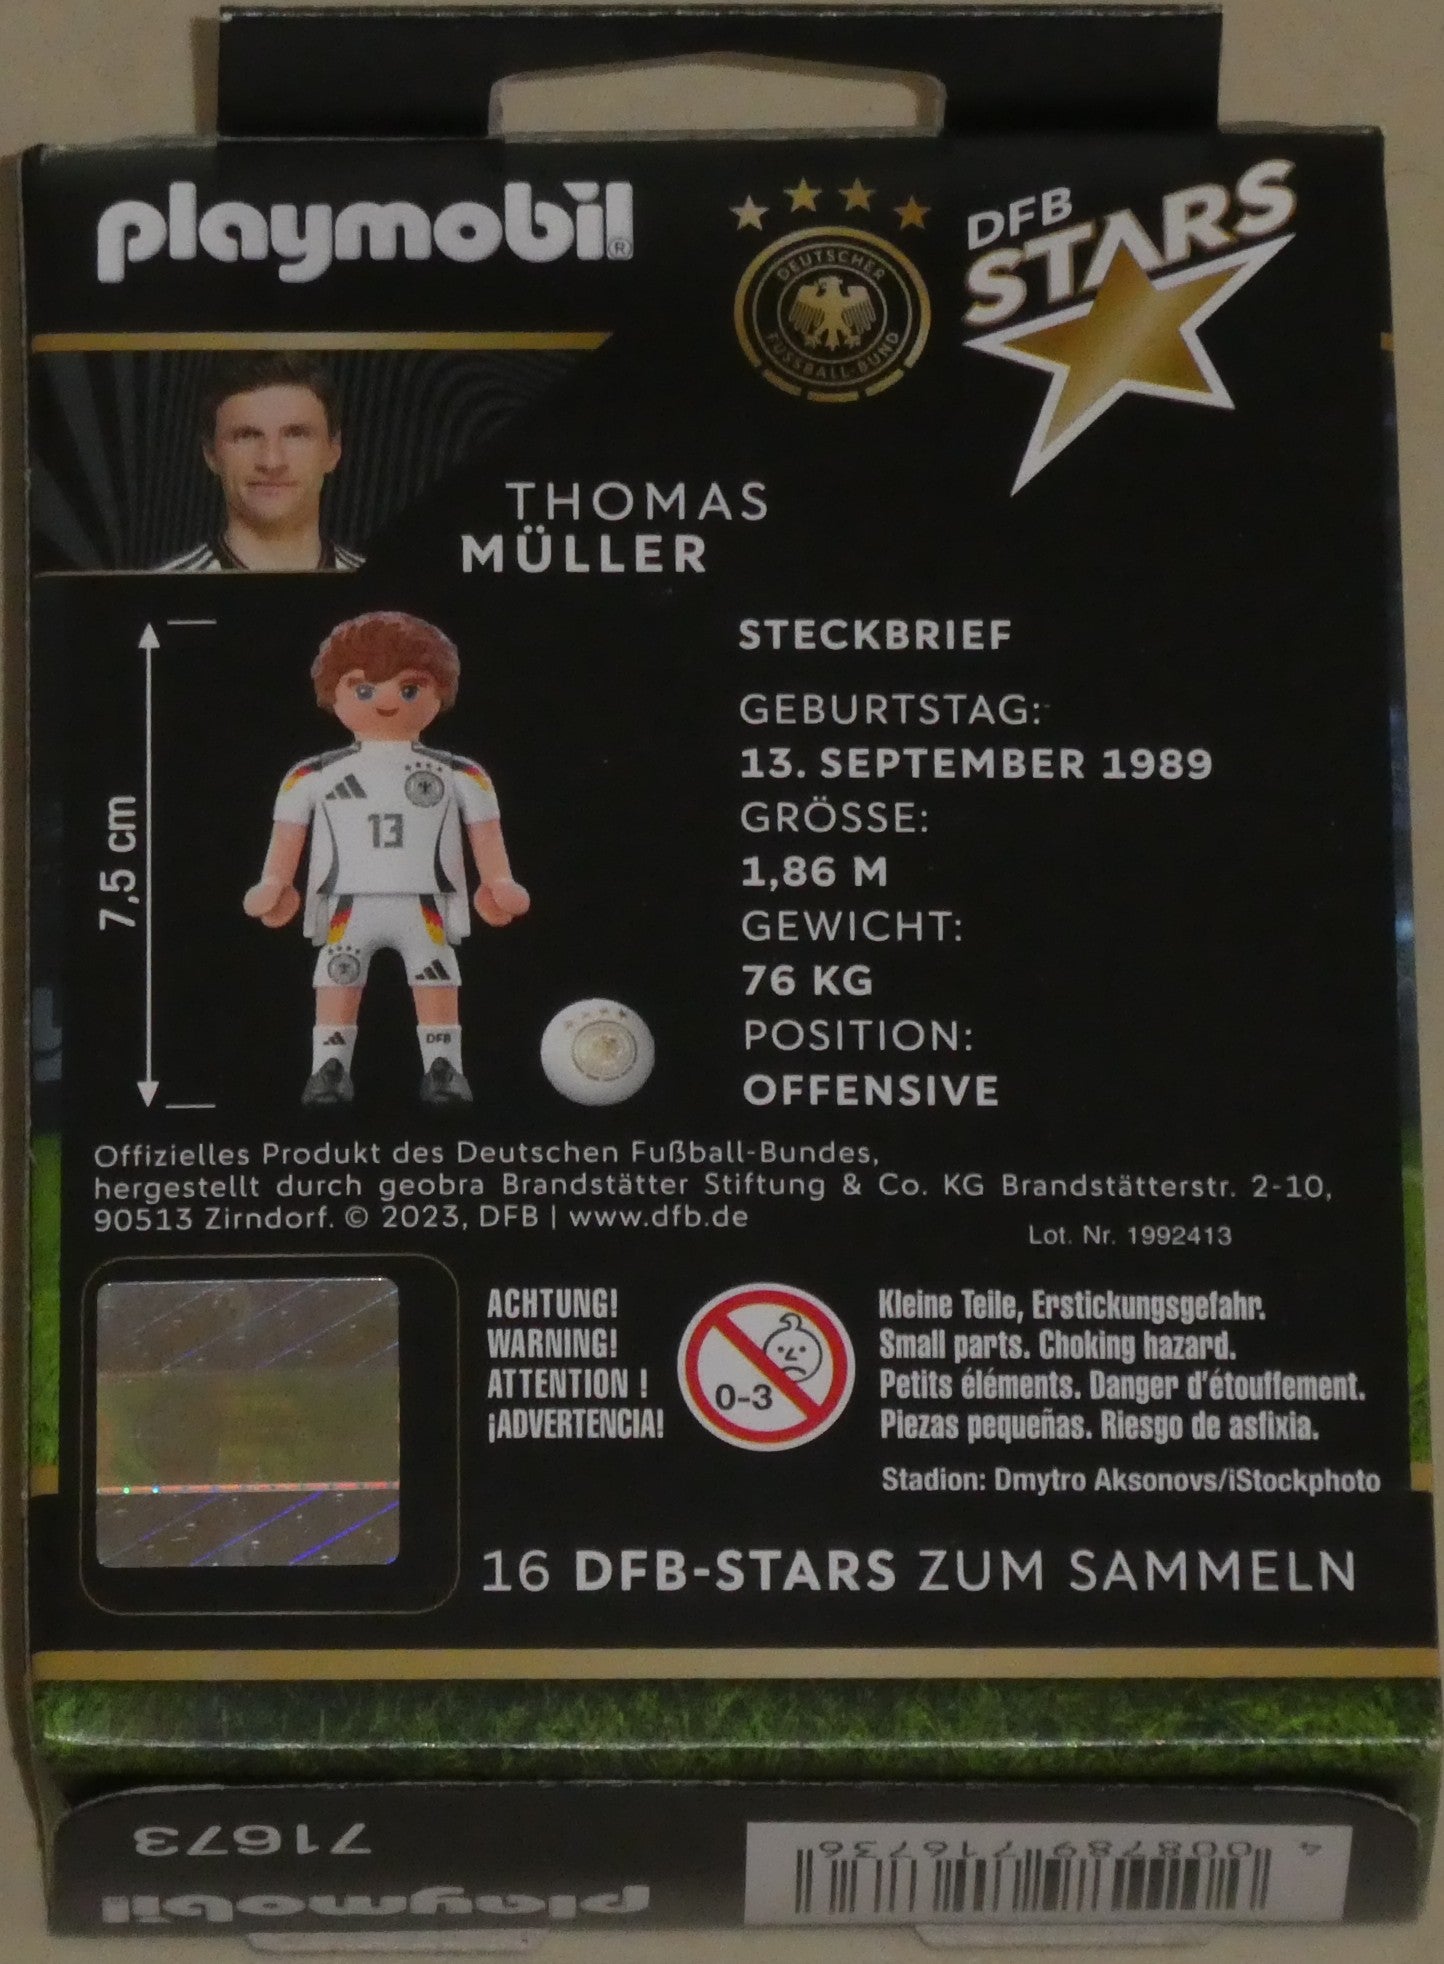 playmobil®
DEUTSCHER
FUSSBALL-BUND
DFB
STARS
THOMAS
MÜLLER
7,5 cm
13
DFB
STECKBRIEF
GEBURTSTAG:
13. SEPTEMBER 1989
GRÖSSE:
1,86 M
GEWICHT:
76 KG
POSITION:
OFFENSIVE
Offizielles Produkt des Deutschen Fußball-Bundes,
hergestellt durch geobra Brandstätter Stiftung & Co. KG Brandstätterstr. 2-10,
90513 Zirndorf. © 2023, DFB | www.dfb.de
Lot. Nr. 1992413
ACHTUNG!
WARNING!
ATTENTION !
¡ADVERTENCIA!
0-3
Kleine Teile, Erstickungsgefahr.
Small parts. Choking hazard.
Petits éléments. Danger d'étouffement.
Piezas pequeñas. Riesgo de asfixia.
Stadion: Dmytro Aksonovs/iStockphoto
16 DFB-STARS ZUM SAMMELN
71673
playmobil
4 008789 716736